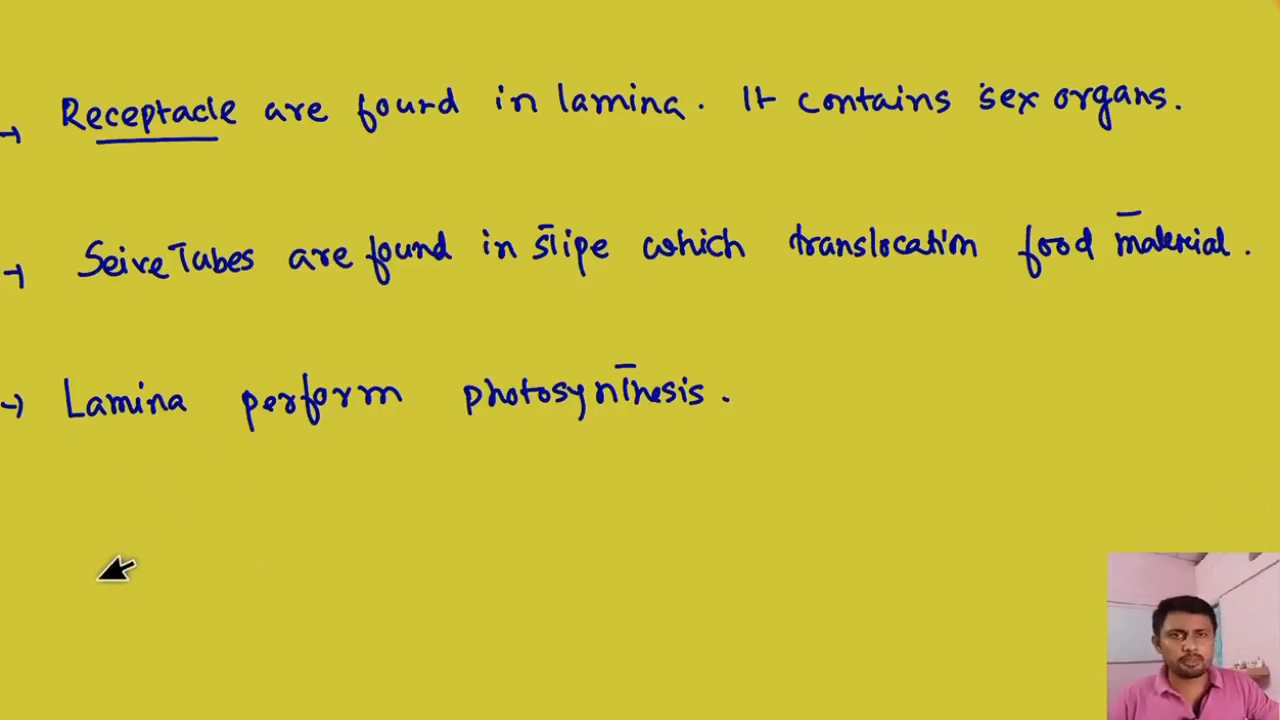 → Receptacle are found in lamina. It contains sex organs.
→ Seive Tubes are found in stipe which translocation food material.
→ Lamina perform photosynthesis.